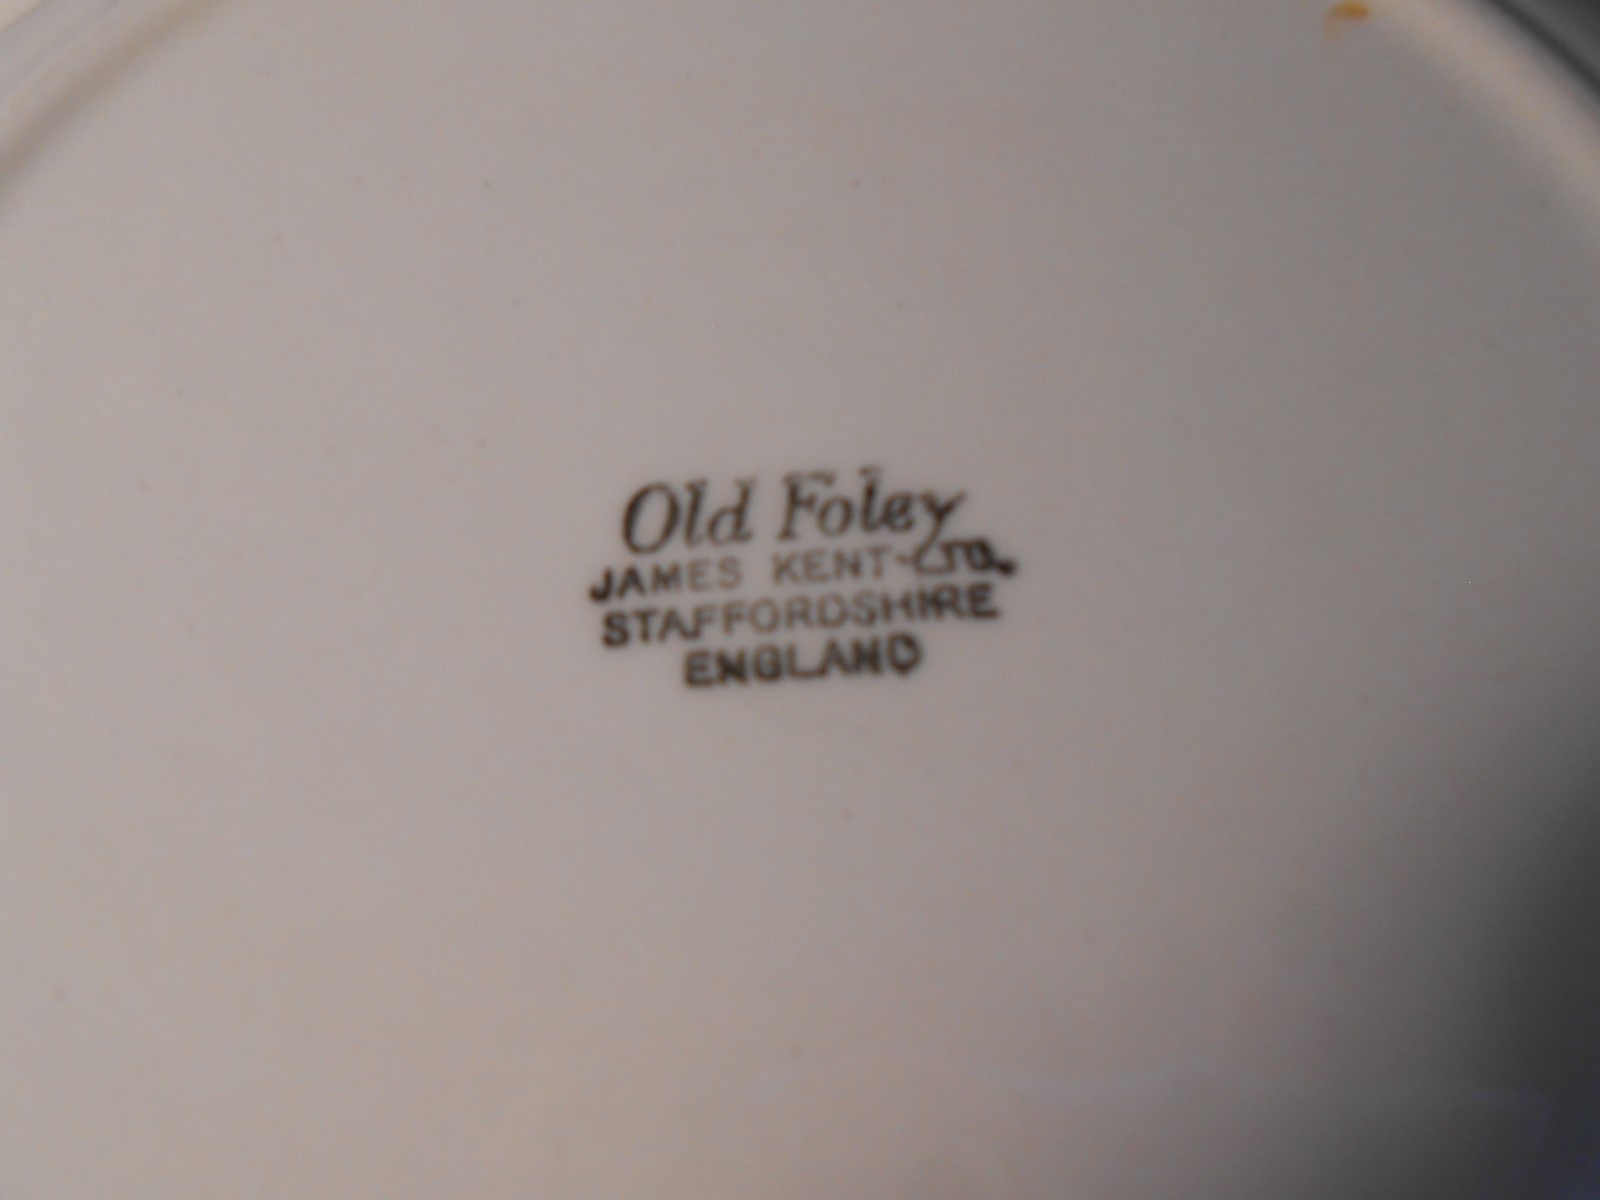 Old Foley
JAMES KENT LTD.
STAFFORDSHIRE
ENGLAND